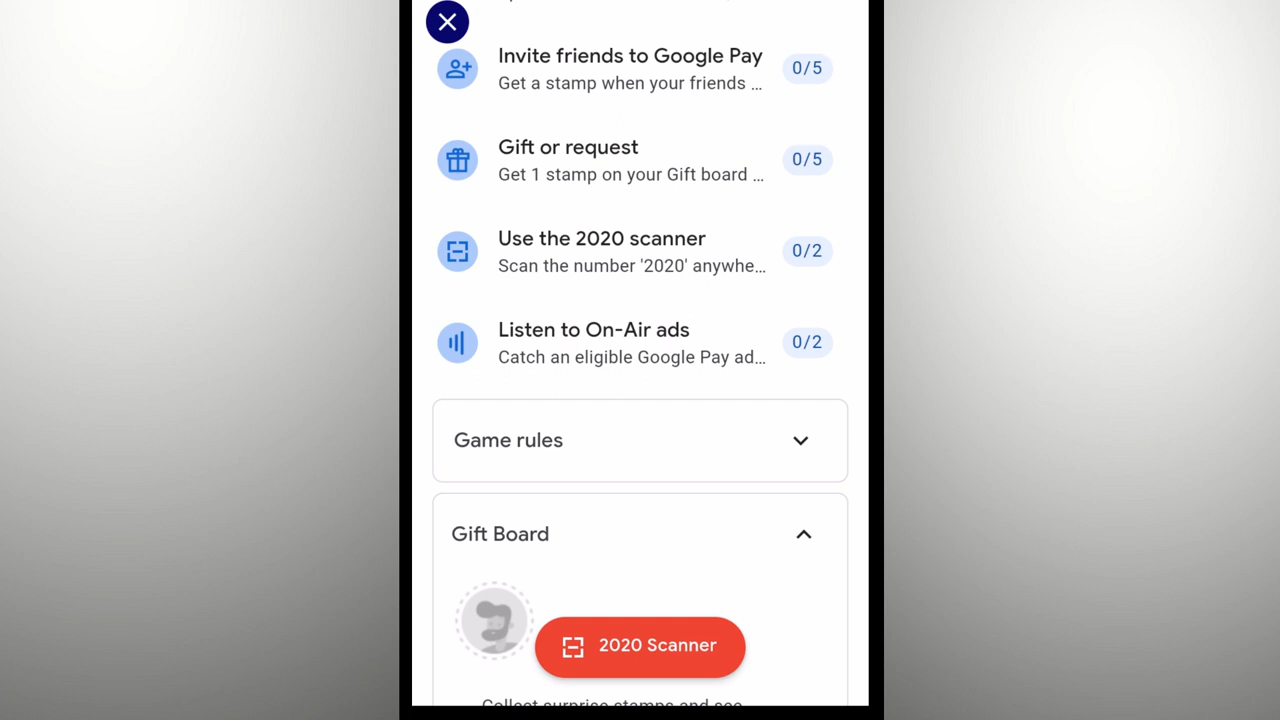 Invite friends to Google Pay
Get a stamp when your friends ...
0/5
Gift or request
Get 1 stamp on your Gift board ...
0/5
Use the 2020 scanner
Scan the number '2020' anywhe...
0/2
Listen to On-Air ads
Catch an eligible Google Pay ad...
0/2
Game rules
Gift Board
2020 Scanner
Collect surprise stamps and see